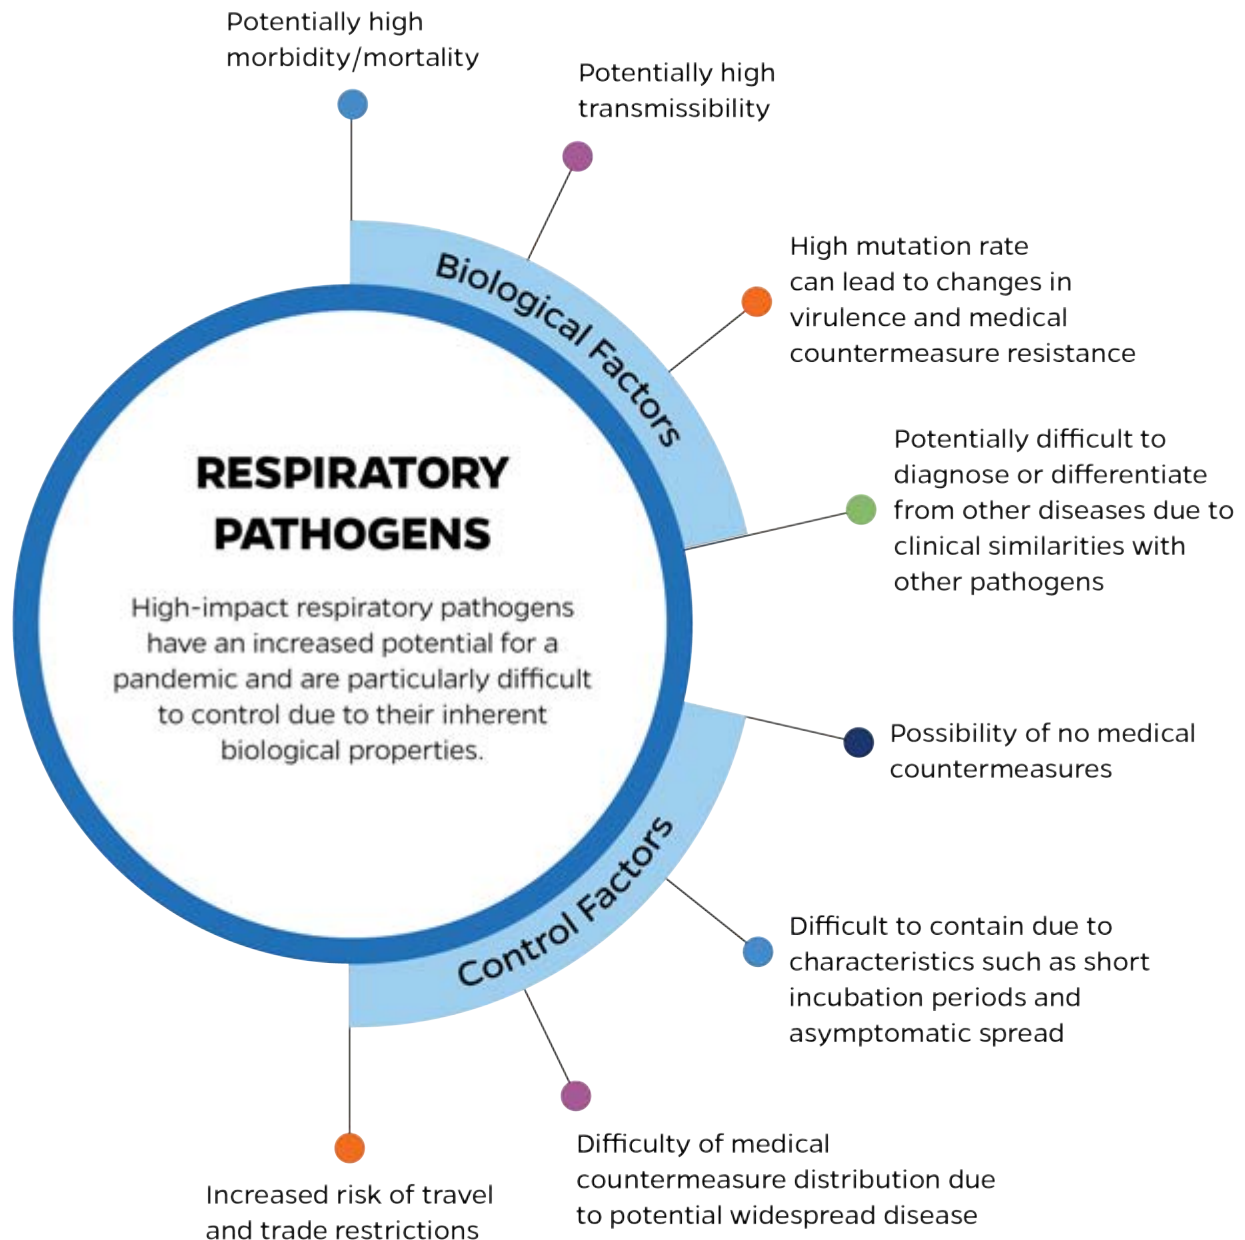 Potentially high
morbidity/mortality
Potentially high
transmissibility
High mutation rate
can lead to changes in
virulence and medical
countermeasure resistance
Potentially difficult to
diagnose or differentiate
from other diseases due to
clinical similarities with
other pathogens
Biological Factors
RESPIRATORY
PATHOGENS
High-impact respiratory pathogens
have an increased potential for a
pandemic and are particularly difficult
to control due to their inherent
biological properties.
Control Factors
Possibility of no medical
countermeasures
Difficult to contain due to
characteristics such as short
incubation periods and
asymptomatic spread
Difficulty of medical
countermeasure distribution due
to potential widespread disease
Increased risk of travel
and trade restrictions